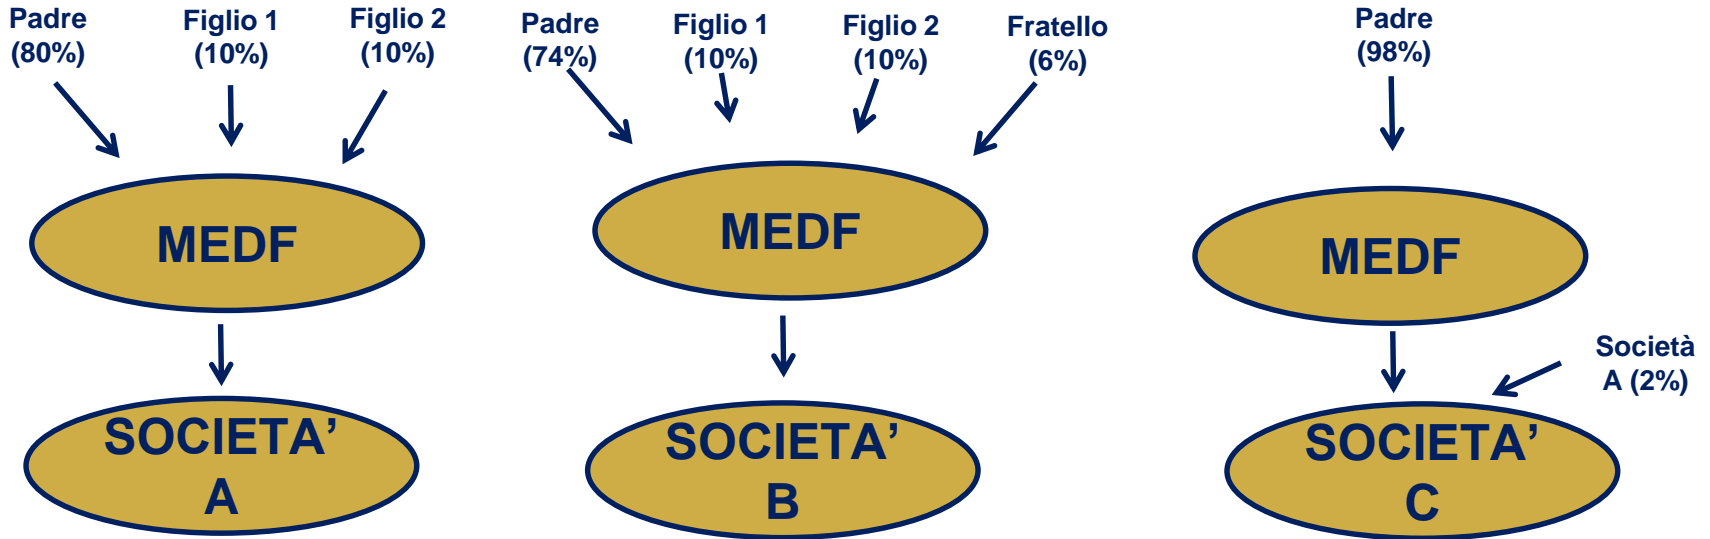 Padre
(80%)
Figlio 1
(10%)
Figlio 2
(10%)
MEDF
SOCIETA’
A
Padre
(74%)
Figlio 1
(10%)
Figlio 2
(10%)
Fratello
(6%)
MEDF
SOCIETA’
B
Padre
(98%)
MEDF
Società
A (2%)
SOCIETA’
C